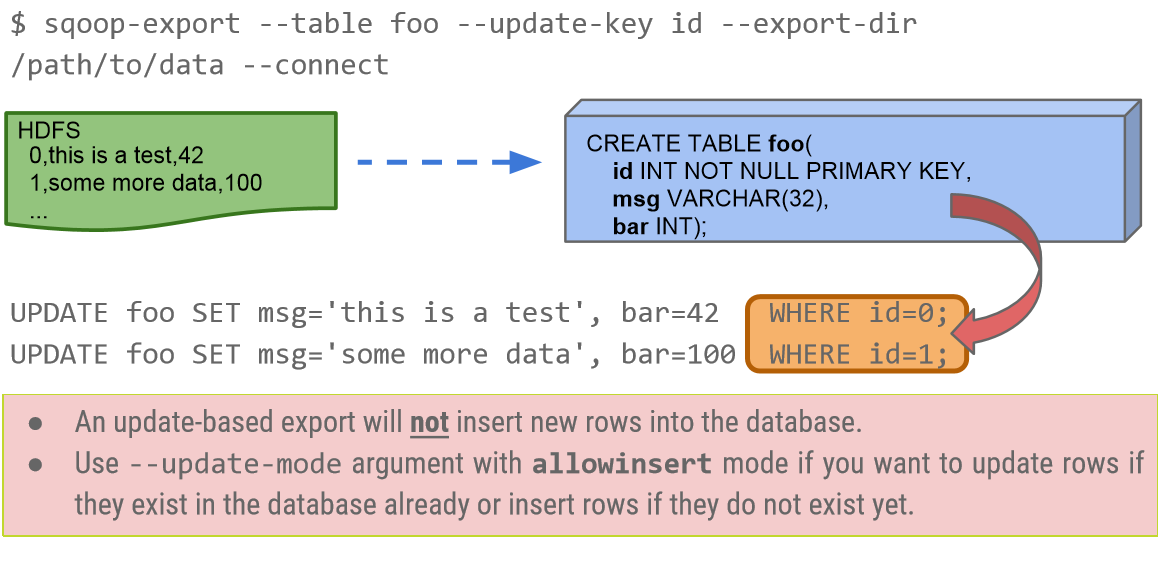 $ sqoop-export --table foo --update-key id --export-dir
/path/to/data --connect
HDFS
0,this is a test,42
1,some more data,100
...
CREATE TABLE foo(
id INT NOT NULL PRIMARY KEY,
msg VARCHAR(32),
bar INT);
UPDATE foo SET msg='this is a test', bar=42 WHERE id=0;
UPDATE foo SET msg='some more data', bar=100 WHERE id=1;
● An update-based export will not insert new rows into the database.
● Use --update-mode argument with allowinsert mode if you want to update rows if
they exist in the database already or insert rows if they do not exist yet.